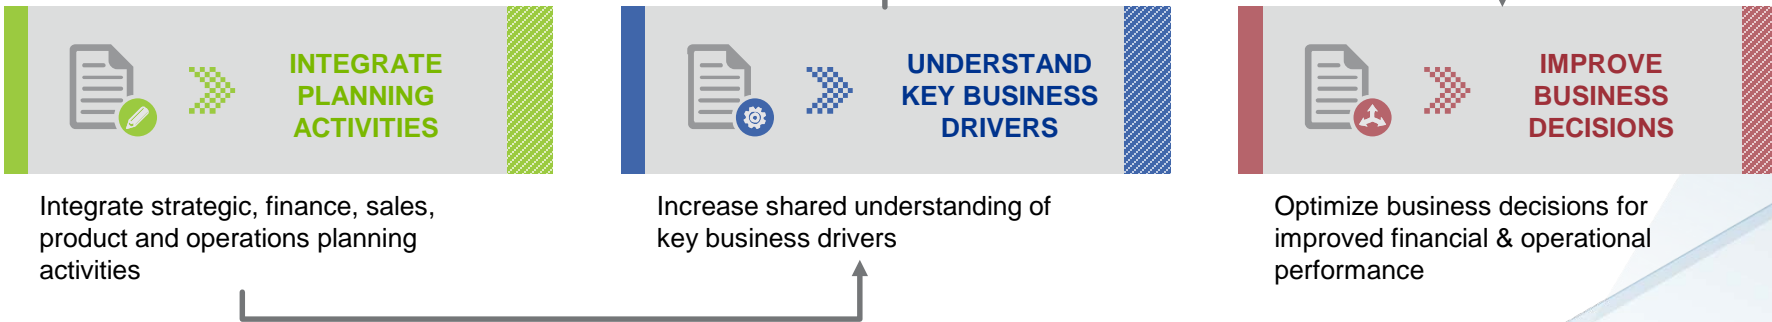 INTEGRATE
PLANNING
ACTIVITIES
Integrate strategic, finance, sales,
product and operations planning
activities
UNDERSTAND
KEY BUSINESS
DRIVERS
Increase shared understanding of
key business drivers
IMPROVE
BUSINESS
DECISIONS
Optimize business decisions for
improved financial & operational
performance